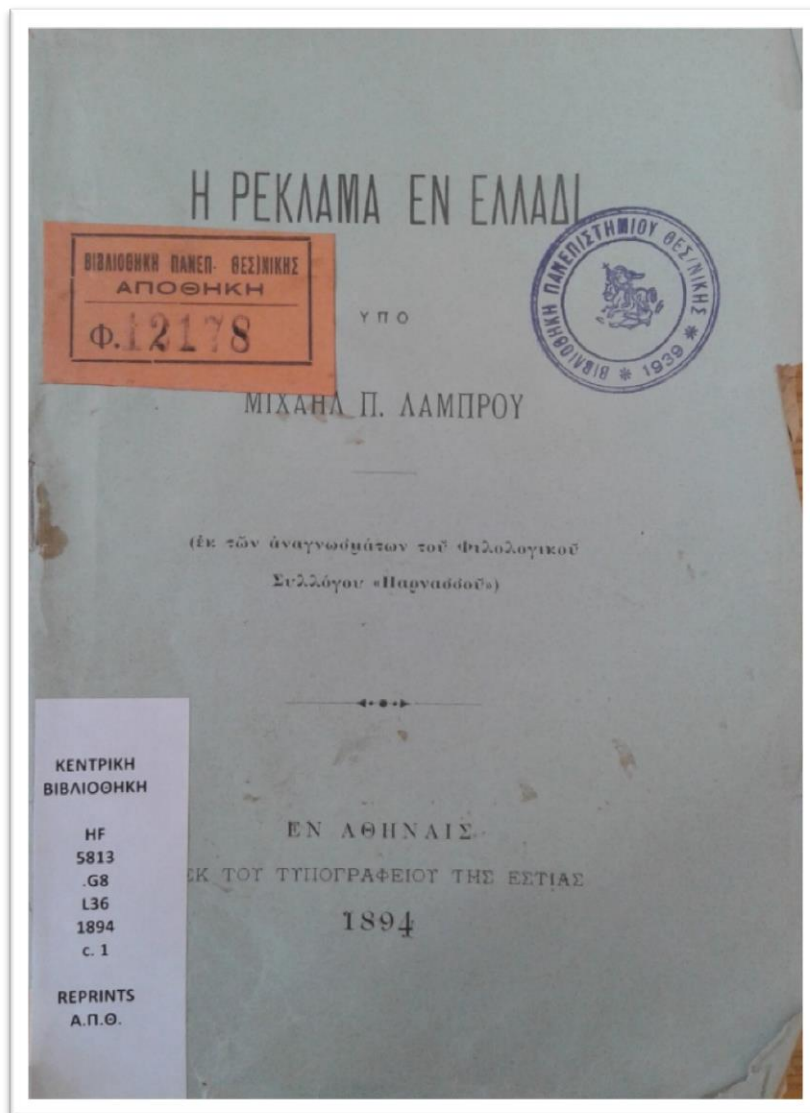 Η ΡΕΚΛΑΜΑ ΕΝ ΕΛΛΑΔΙ
ΒΙΒΛΙΟΘΗΚΗ ΠΑΝΕΠ. ΘΕΣ)ΝΙΚΗΣ
ΑΠΟΘΗΚΗ
Φ.12178
ΒΙΒΛΙΟΘΗΚΗ ΠΑΝΕΠΙΣΤΗΜΙΟΥ ΘΕΣ/ΝΙΚΗΣ * 1939 *
ΥΠΟ
ΜΙΧΑΗΛ Π. ΛΑΜΠΡΟΥ
(ἐκ τῶν ἀναγνωσμάτων τοῦ Φιλολογικοῦ
Συλλόγου «Παρνασσοῦ»)
ΕΝ ΑΘΗΝΑΙΣ
ΕΚ ΤΟΥ ΤΥΠΟΓΡΑΦΕΙΟΥ ΤΗΣ ΕΣΤΙΑΣ
1894
ΚΕΝΤΡΙΚΗ
ΒΙΒΛΙΟΘΗΚΗ
HF
5813
.G8
L36
1894
c. 1
REPRINTS
Α.Π.Θ.